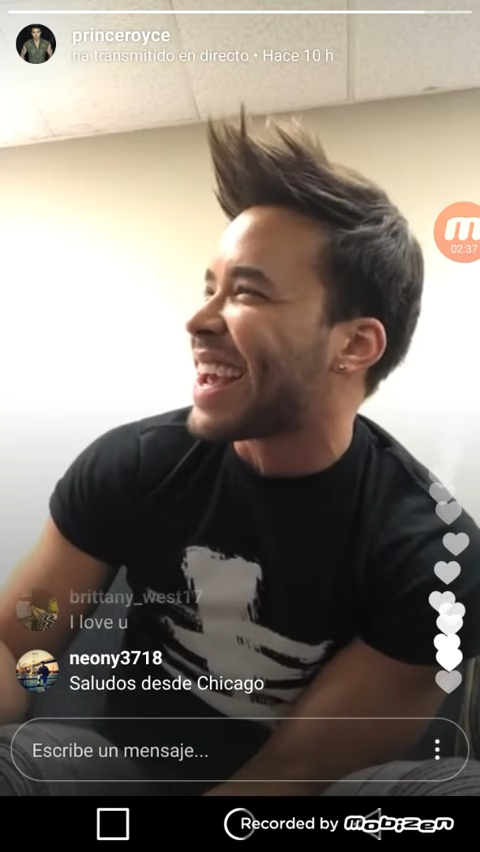 princeroyce
ha transmitido en directo • Hace 10 h
m
02:37
brittany_west17
I love u
neony3718
Saludos desde Chicago
Escribe un mensaje...
Recorded by Mobizen